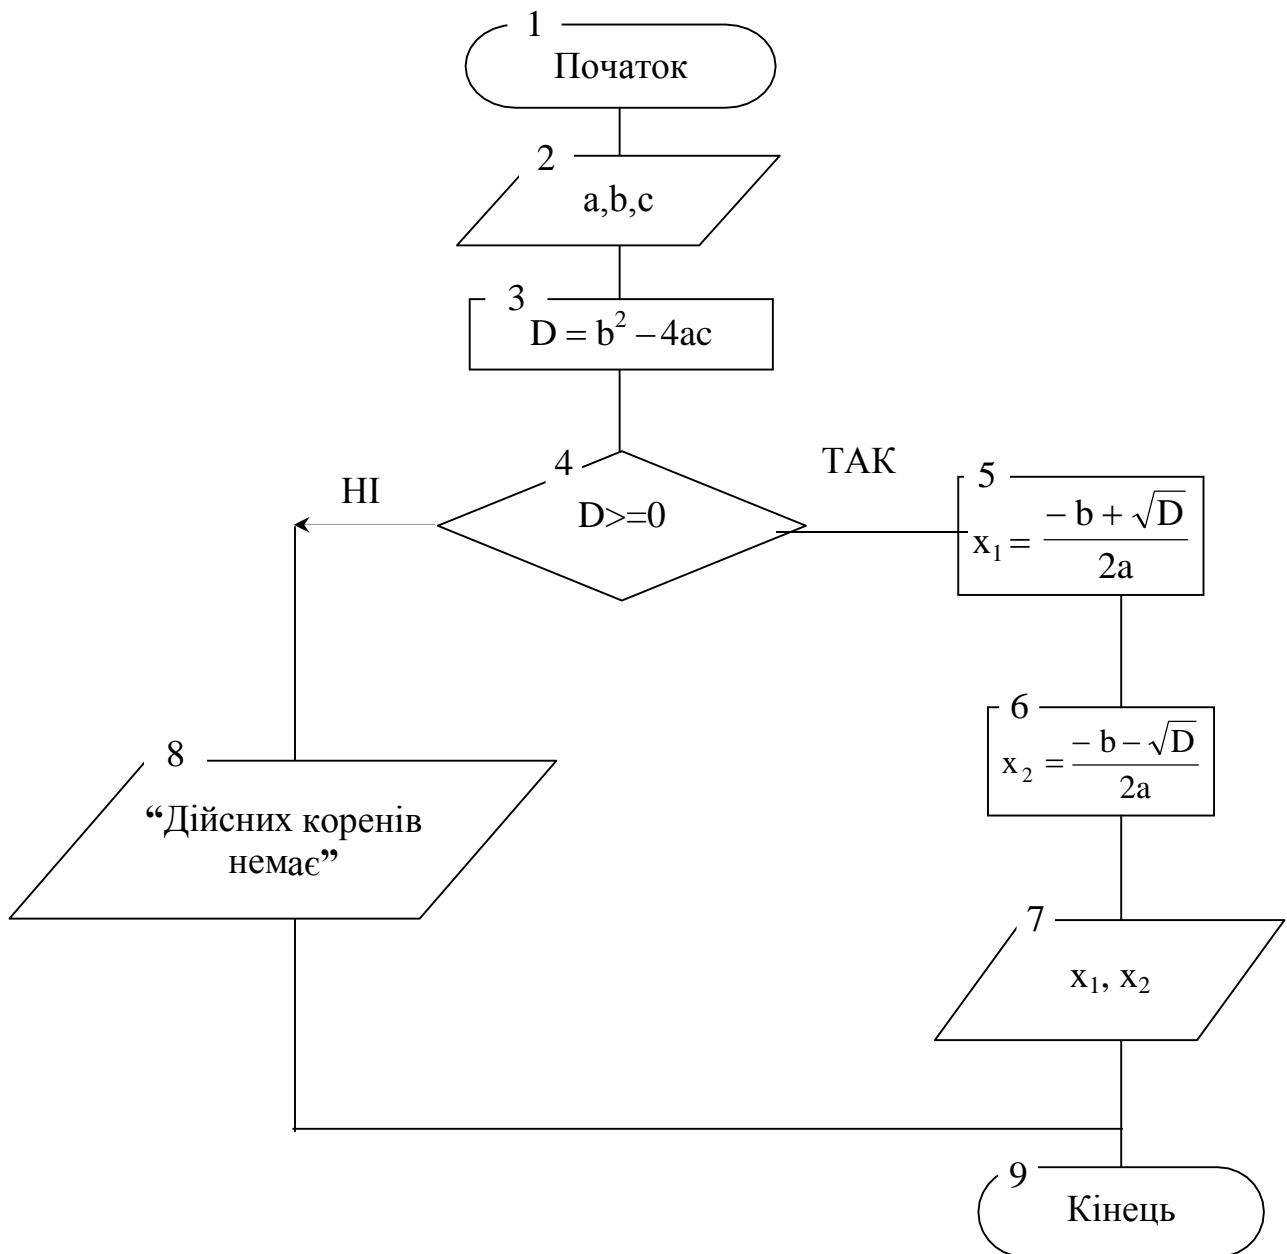 1
Початок
2
a,b,c
3
D = b² – 4ac
4
D>=0
НІ
ТАК
5
x₁ = (– b + √D) / 2a
6
x₂ = (– b – √D) / 2a
8
“Дійсних коренів
немає”
7
x₁, x₂
9
Кінець